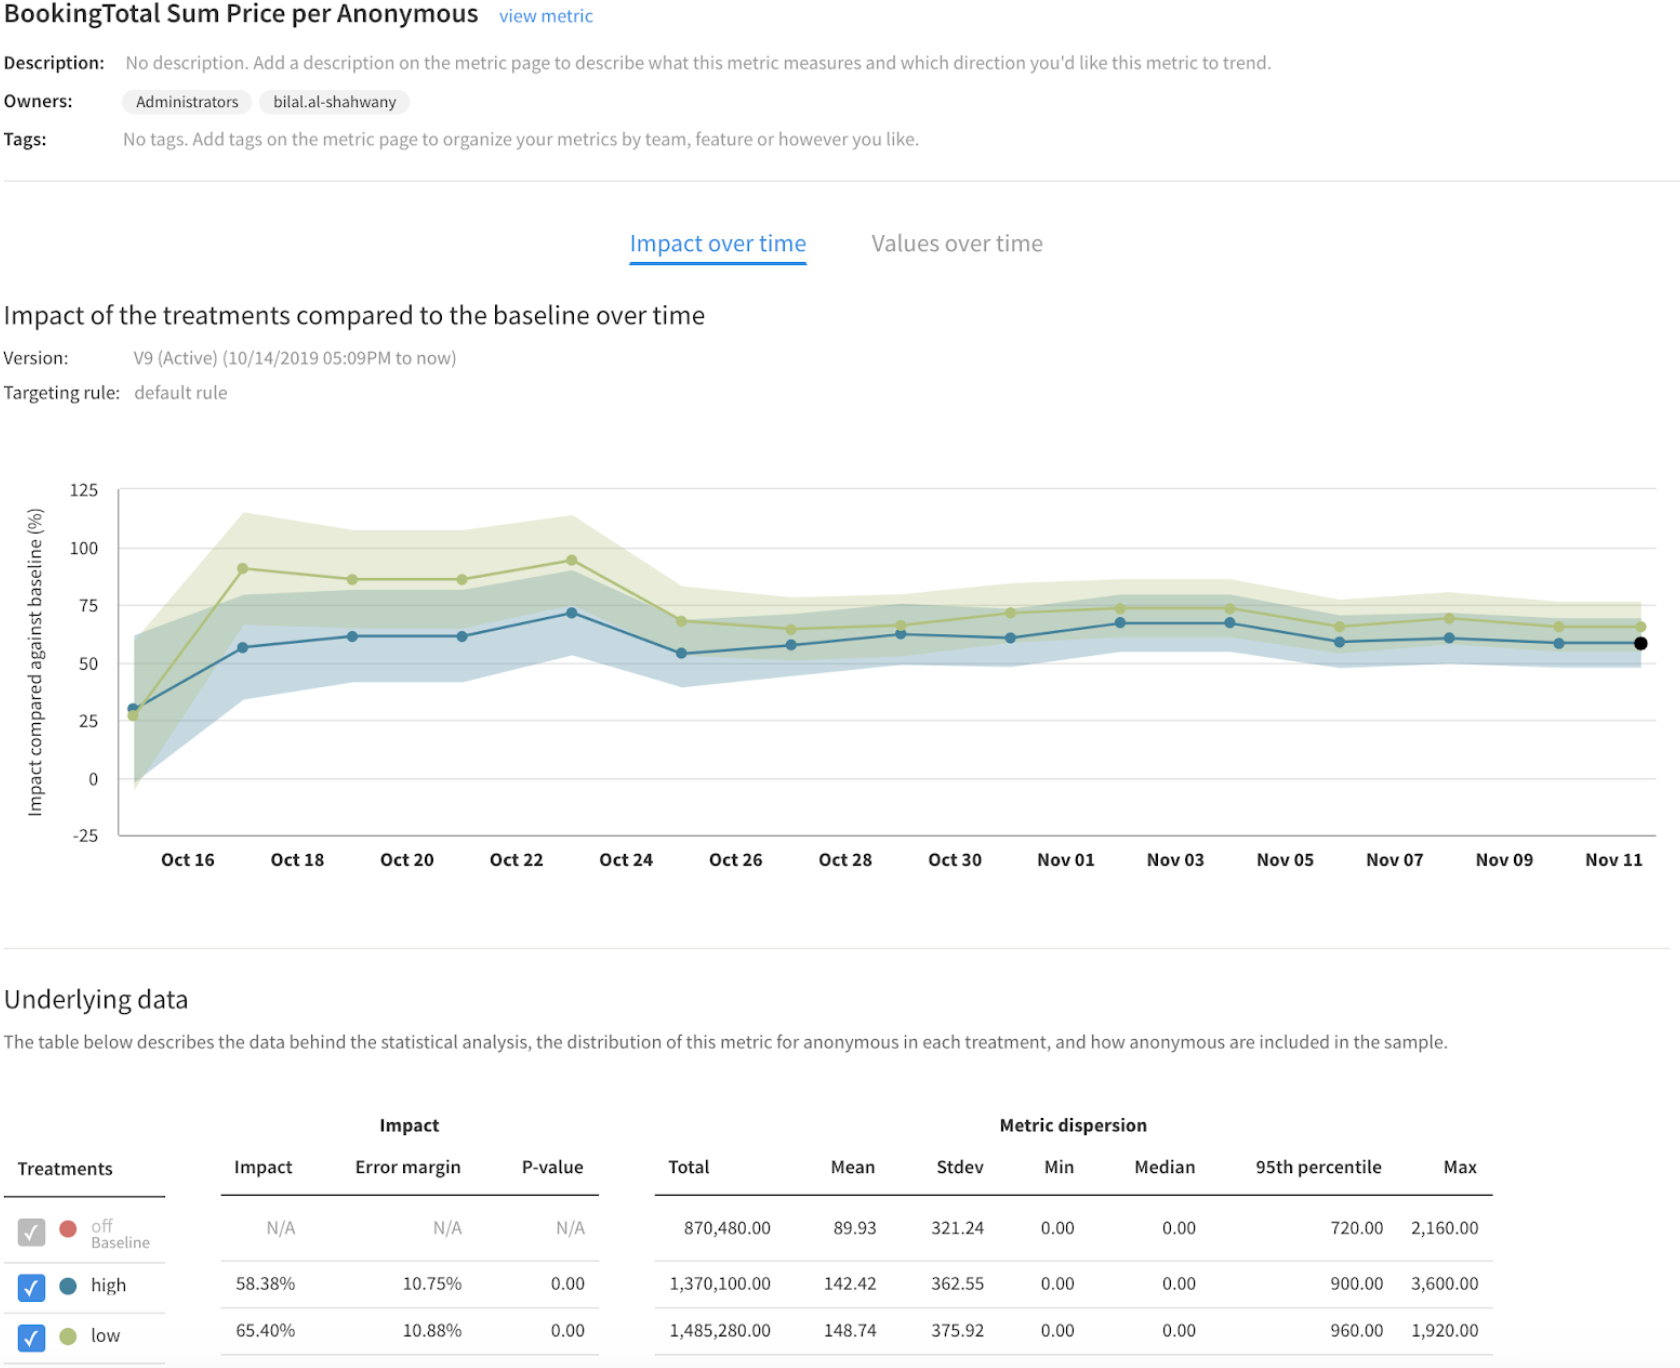 BookingTotal Sum Price per Anonymous view metric
Description: No description. Add a description on the metric page to describe what this metric measures and which direction you'd like this metric to trend.
Owners: Administrators bilal.al-shahwany
Tags: No tags. Add tags on the metric page to organize your metrics by team, feature or however you like.
Impact over time Values over time
Impact of the treatments compared to the baseline over time
Version: V9 (Active) (10/14/2019 05:09PM to now)
Targeting rule: default rule
Impact compared against baseline (%)
125
100
75
50
25
0
-25
Oct 16 Oct 18 Oct 20 Oct 22 Oct 24 Oct 26 Oct 28 Oct 30 Nov 01 Nov 03 Nov 05 Nov 07 Nov 09 Nov 11
Underlying data
The table below describes the data behind the statistical analysis, the distribution of this metric for anonymous in each treatment, and how anonymous are included in the sample.
Impact Metric dispersion
Treatments Impact Error margin P-value Total Mean Stdev Min Median 95th percentile Max
off Baseline N/A N/A N/A 870,480.00 89.93 321.24 0.00 0.00 720.00 2,160.00
high 58.38% 10.75% 0.00 1,370,100.00 142.42 362.55 0.00 0.00 900.00 3,600.00
low 65.40% 10.88% 0.00 1,485,280.00 148.74 375.92 0.00 0.00 960.00 1,920.00